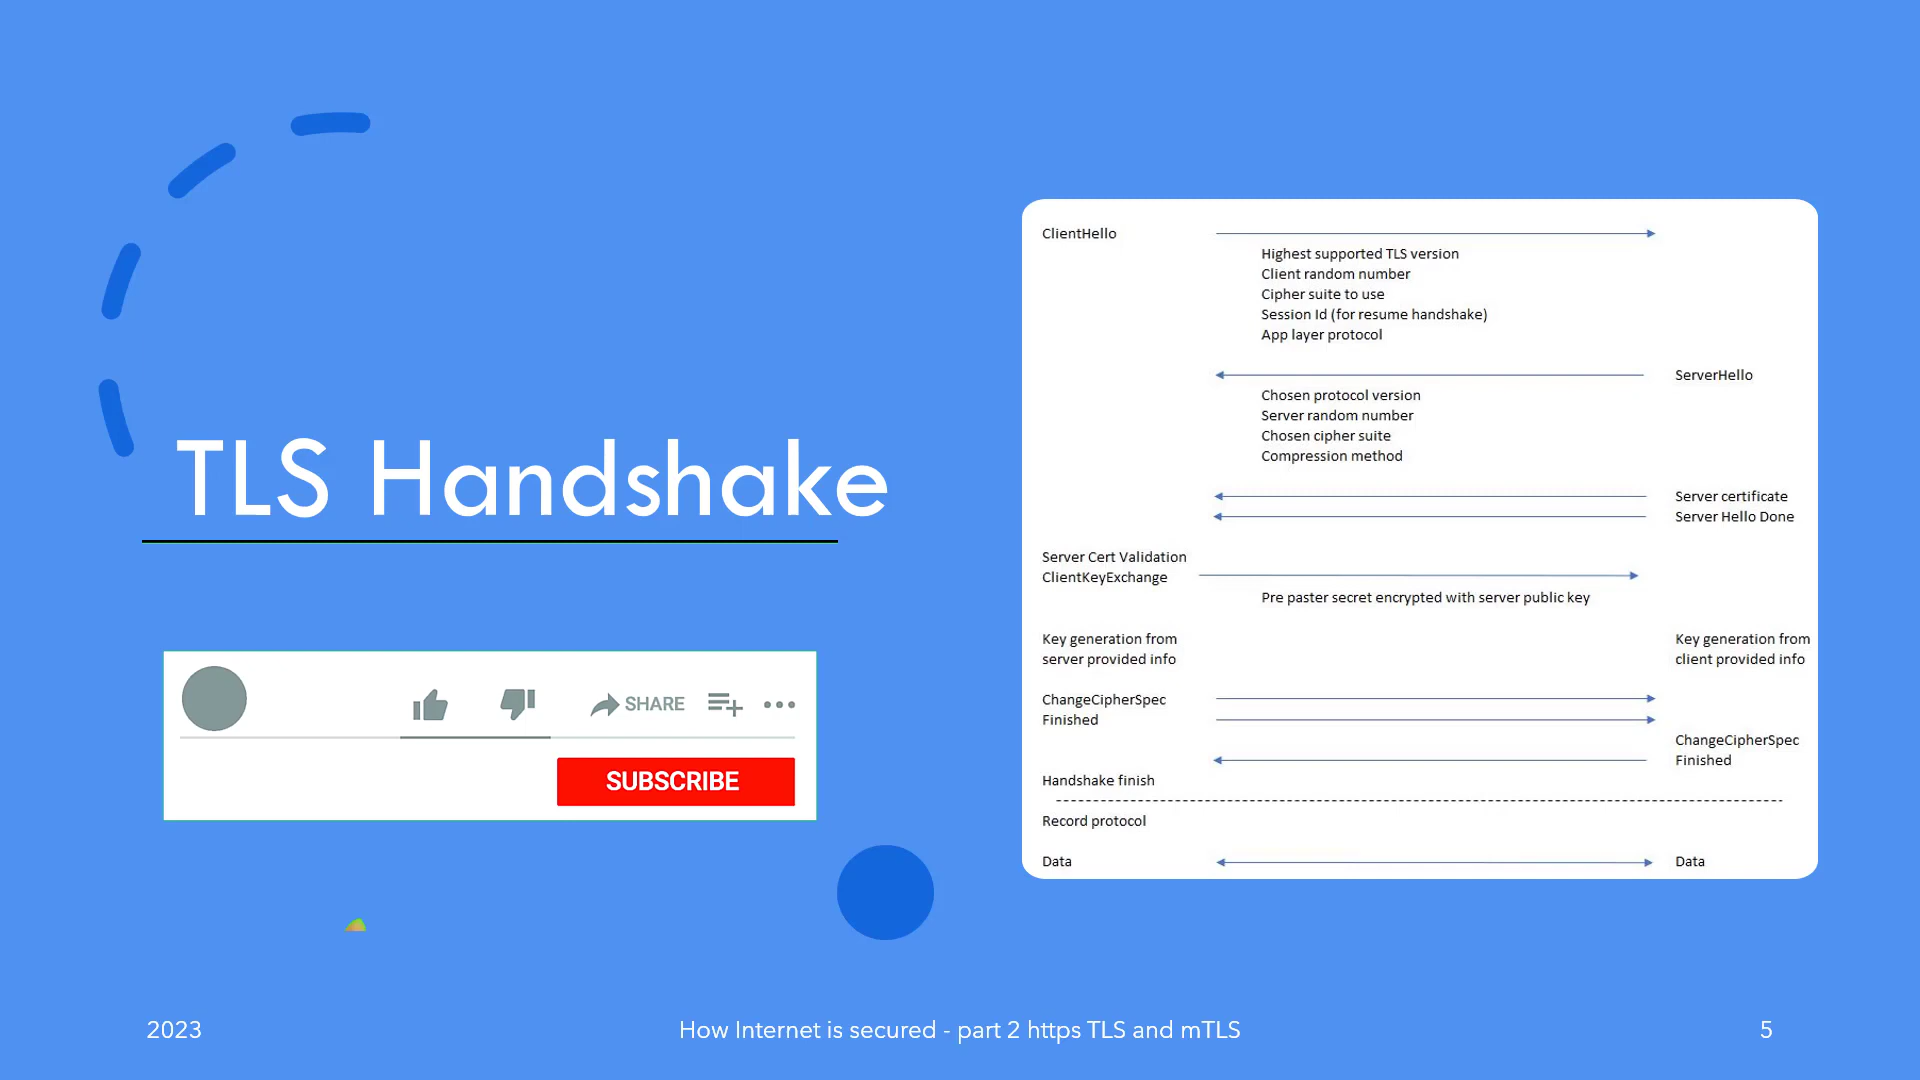 TLS Handshake
SHARE
SUBSCRIBE
ClientHello
Highest supported TLS version
Client random number
Cipher suite to use
Session Id (for resume handshake)
App layer protocol
ServerHello
Chosen protocol version
Server random number
Chosen cipher suite
Compression method
Server certificate
Server Hello Done
Server Cert Validation
ClientKeyExchange
Pre paster secret encrypted with server public key
Key generation from
server provided info
Key generation from
client provided info
ChangeCipherSpec
Finished
ChangeCipherSpec
Finished
Handshake finish
Record protocol
Data
Data
2023
How Internet is secured - part 2 https TLS and mTLS
5